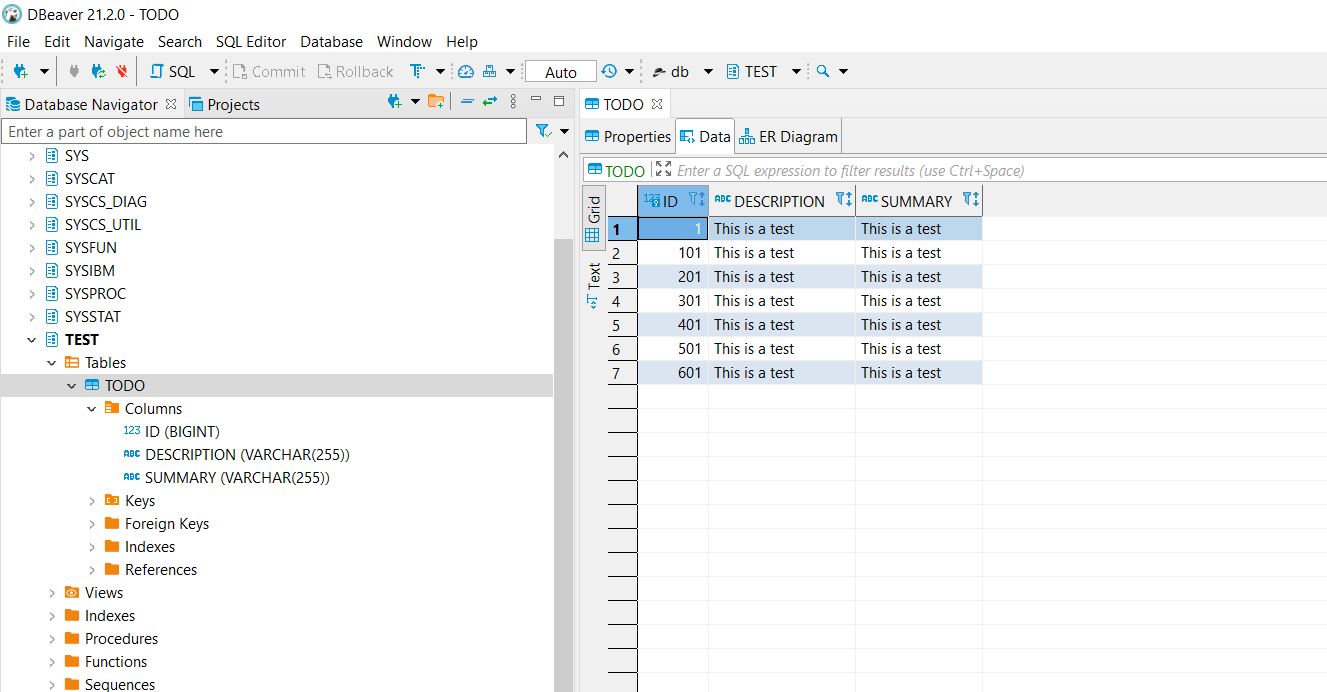 DBeaver 21.2.0 - TODO
File Edit Navigate Search SQL Editor Database Window Help
SQL Commit Rollback Auto db TEST
Database Navigator Projects
Enter a part of object name here
SYS
SYSCAT
SYSCS_DIAG
SYSCS_UTIL
SYSFUN
SYSIBM
SYSPROC
SYSSTAT
TEST
Tables
TODO
Columns
123 ID (BIGINT)
ABC DESCRIPTION (VARCHAR(255))
ABC SUMMARY (VARCHAR(255))
Keys
Foreign Keys
Indexes
References
Views
Indexes
Procedures
Functions
Sequences
TODO
Properties Data ER Diagram
TODO Enter a SQL expression to filter results (use Ctrl+Space)
Grid
Text
123 ID ABC DESCRIPTION ABC SUMMARY
1 1 This is a test This is a test
2 101 This is a test This is a test
3 201 This is a test This is a test
4 301 This is a test This is a test
5 401 This is a test This is a test
6 501 This is a test This is a test
7 601 This is a test This is a test